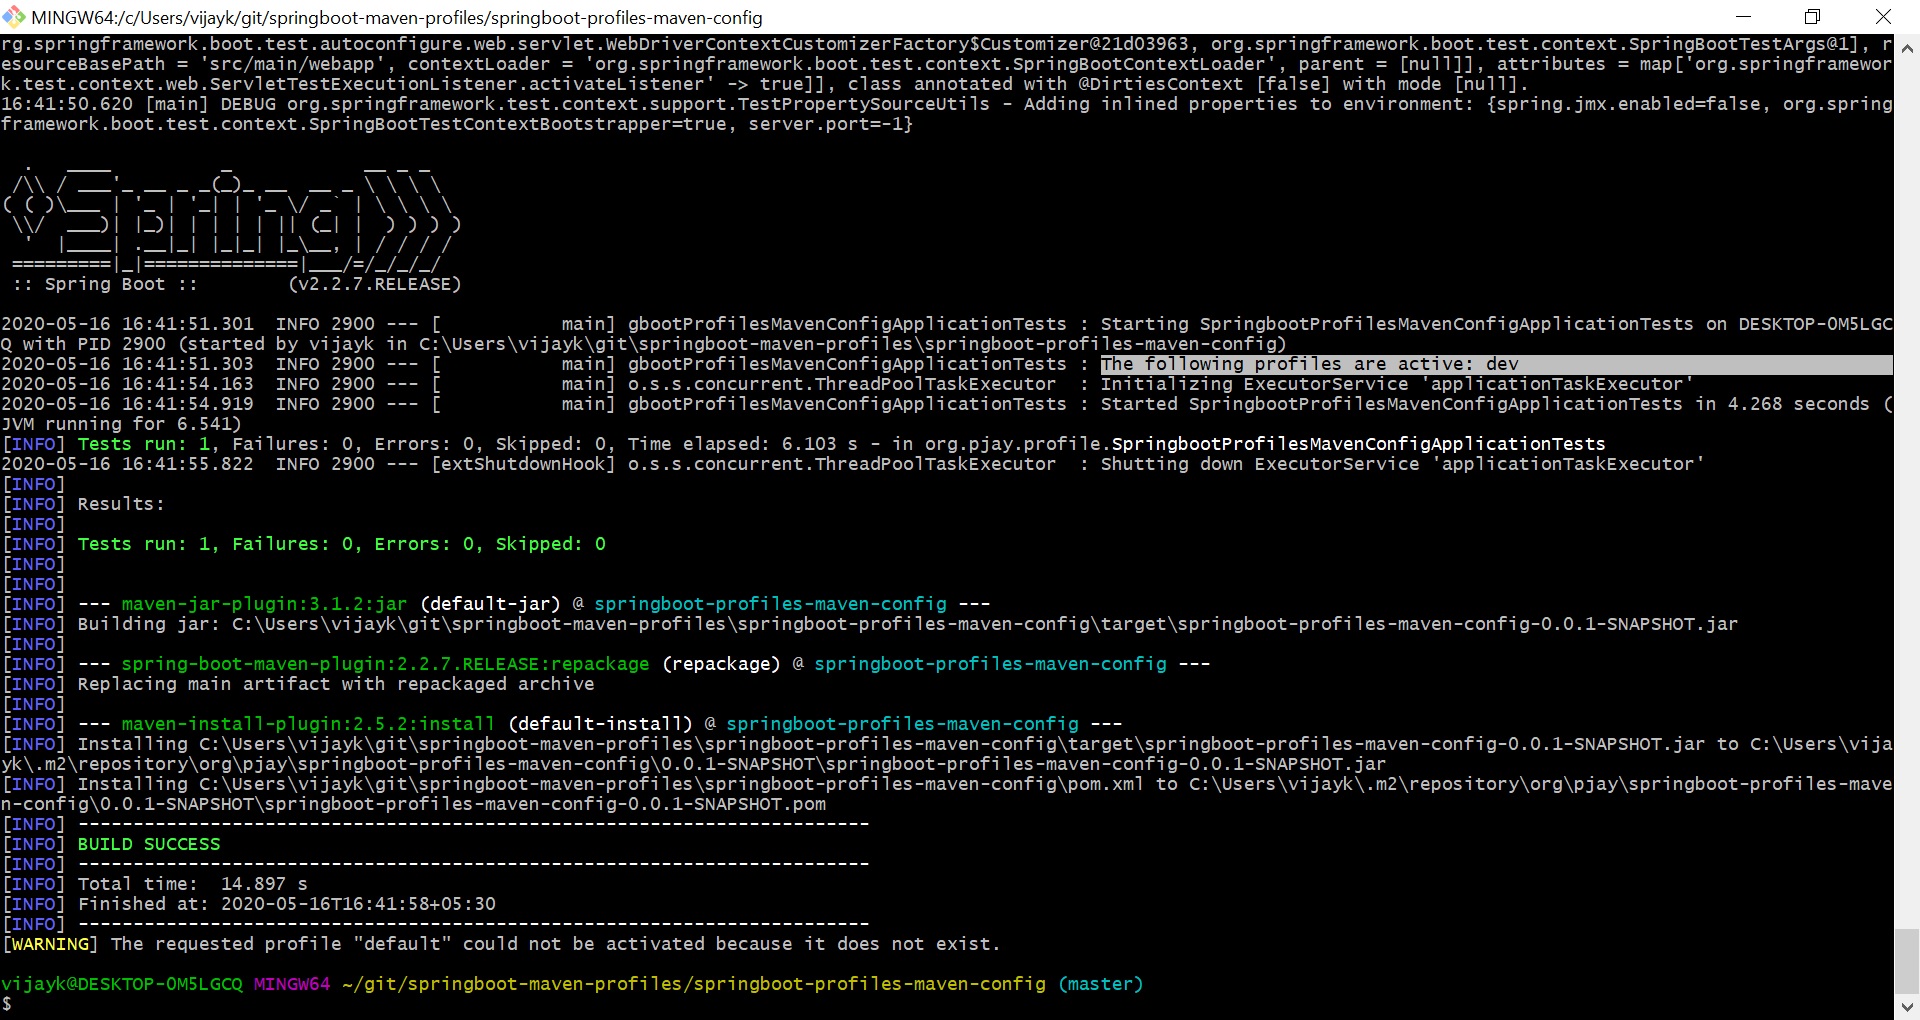 MINGW64:/c/Users/vijayk/git/springboot-maven-profiles/springboot-profiles-maven-config
rg.springframework.boot.test.autoconfigure.web.servlet.WebDriverContextCustomizerFactory$Customizer@21d03963, org.springframework.boot.test.context.SpringBootTestArgs@1], r
esourceBasePath = 'src/main/webapp', contextLoader = 'org.springframework.boot.test.context.SpringBootContextLoader', parent = [null]], attributes = map['org.springframewor
k.test.context.web.ServletTestExecutionListener.activateListener' -> true]], class annotated with @DirtiesContext [false] with mode [null].
16:41:50.620 [main] DEBUG org.springframework.test.context.support.TestPropertySourceUtils - Adding inlined properties to environment: {spring.jmx.enabled=false, org.spring
framework.boot.test.context.SpringBootTestContextBootstrapper=true, server.port=-1}
  .   ____          _            __ _ _
 /\\ / ___'_ __ _ _(_)_ __  __ _ \ \ \ \
( ( )\___ | '_ | '_| | '_ \/ _` | \ \ \ \
 \\/  ___)| |_)| | | | | || (_| |  ) ) ) )
  '  |____| .__|_| |_|_| |_\__, | / / / /
 =========|_|==============|___/=/_/_/_/
 :: Spring Boot ::        (v2.2.7.RELEASE)
2020-05-16 16:41:51.301  INFO 2900 --- [           main] gbootProfilesMavenConfigApplicationTests : Starting SpringbootProfilesMavenConfigApplicationTests on DESKTOP-0M5LGC
Q with PID 2900 (started by vijayk in C:\Users\vijayk\git\springboot-maven-profiles\springboot-profiles-maven-config)
2020-05-16 16:41:51.303  INFO 2900 --- [           main] gbootProfilesMavenConfigApplicationTests : The following profiles are active: dev
2020-05-16 16:41:54.163  INFO 2900 --- [           main] o.s.s.concurrent.ThreadPoolTaskExecutor  : Initializing ExecutorService 'applicationTaskExecutor'
2020-05-16 16:41:54.919  INFO 2900 --- [           main] gbootProfilesMavenConfigApplicationTests : Started SpringbootProfilesMavenConfigApplicationTests in 4.268 seconds (
JVM running for 6.541)
[INFO] Tests run: 1, Failures: 0, Errors: 0, Skipped: 0, Time elapsed: 6.103 s - in org.pjay.profile.SpringbootProfilesMavenConfigApplicationTests
2020-05-16 16:41:55.822  INFO 2900 --- [extShutdownHook] o.s.s.concurrent.ThreadPoolTaskExecutor  : Shutting down ExecutorService 'applicationTaskExecutor'
[INFO]
[INFO] Results:
[INFO]
[INFO] Tests run: 1, Failures: 0, Errors: 0, Skipped: 0
[INFO]
[INFO]
[INFO] --- maven-jar-plugin:3.1.2:jar (default-jar) @ springboot-profiles-maven-config ---
[INFO] Building jar: C:\Users\vijayk\git\springboot-maven-profiles\springboot-profiles-maven-config\target\springboot-profiles-maven-config-0.0.1-SNAPSHOT.jar
[INFO]
[INFO] --- spring-boot-maven-plugin:2.2.7.RELEASE:repackage (repackage) @ springboot-profiles-maven-config ---
[INFO] Replacing main artifact with repackaged archive
[INFO]
[INFO] --- maven-install-plugin:2.5.2:install (default-install) @ springboot-profiles-maven-config ---
[INFO] Installing C:\Users\vijayk\git\springboot-maven-profiles\springboot-profiles-maven-config\target\springboot-profiles-maven-config-0.0.1-SNAPSHOT.jar to C:\Users\vija
yk\.m2\repository\org\pjay\springboot-profiles-maven-config\0.0.1-SNAPSHOT\springboot-profiles-maven-config-0.0.1-SNAPSHOT.jar
[INFO] Installing C:\Users\vijayk\git\springboot-maven-profiles\springboot-profiles-maven-config\pom.xml to C:\Users\vijayk\.m2\repository\org\pjay\springboot-profiles-mave
n-config\0.0.1-SNAPSHOT\springboot-profiles-maven-config-0.0.1-SNAPSHOT.pom
[INFO] ------------------------------------------------------------------------
[INFO] BUILD SUCCESS
[INFO] ------------------------------------------------------------------------
[INFO] Total time:  14.897 s
[INFO] Finished at: 2020-05-16T16:41:58+05:30
[INFO] ------------------------------------------------------------------------
[WARNING] The requested profile "default" could not be activated because it does not exist.
vijayk@DESKTOP-0M5LGCQ MINGW64 ~/git/springboot-maven-profiles/springboot-profiles-maven-config (master)
$